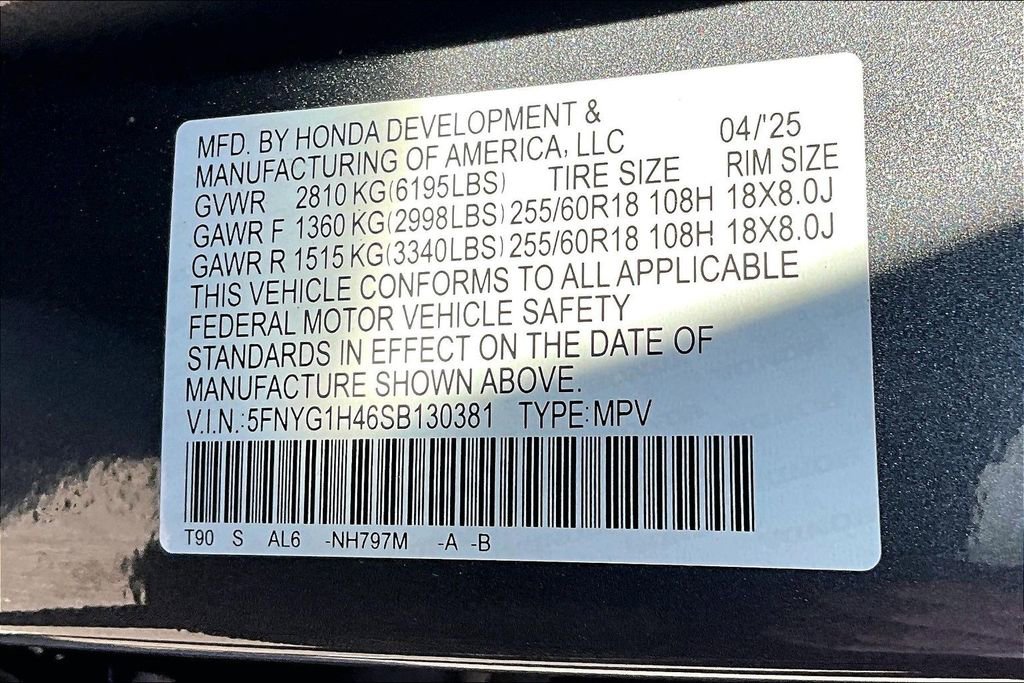 MFD. BY HONDA DEVELOPMENT & 04/'25
MANUFACTURING OF AMERICA, LLC
GVWR 2810 KG(6195LBS) TIRE SIZE RIM SIZE
GAWR F 1360 KG(2998LBS) 255/60R18 108H 18X8.0J
GAWR R 1515 KG(3340LBS) 255/60R18 108H 18X8.0J
THIS VEHICLE CONFORMS TO ALL APPLICABLE
FEDERAL MOTOR VEHICLE SAFETY
STANDARDS IN EFFECT ON THE DATE OF
MANUFACTURE SHOWN ABOVE.
V.I.N.:5FNYG1H46SB130381 TYPE:MPV
T90 S AL6 -NH797M -A -B